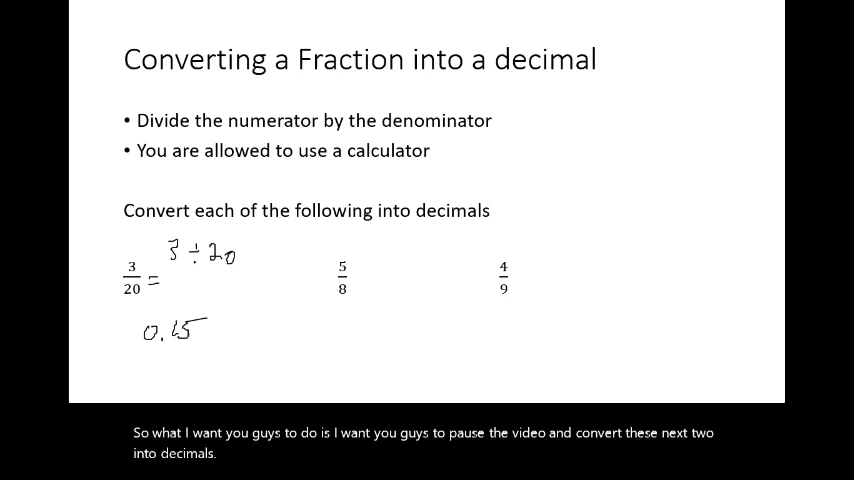 Converting a Fraction into a decimal
• Divide the numerator by the denominator
• You are allowed to use a calculator
Convert each of the following into decimals
3/20 = 3 ÷ 20
5/8
4/9
0.15
So what I want you guys to do is I want you guys to pause the video and convert these next two
into decimals.